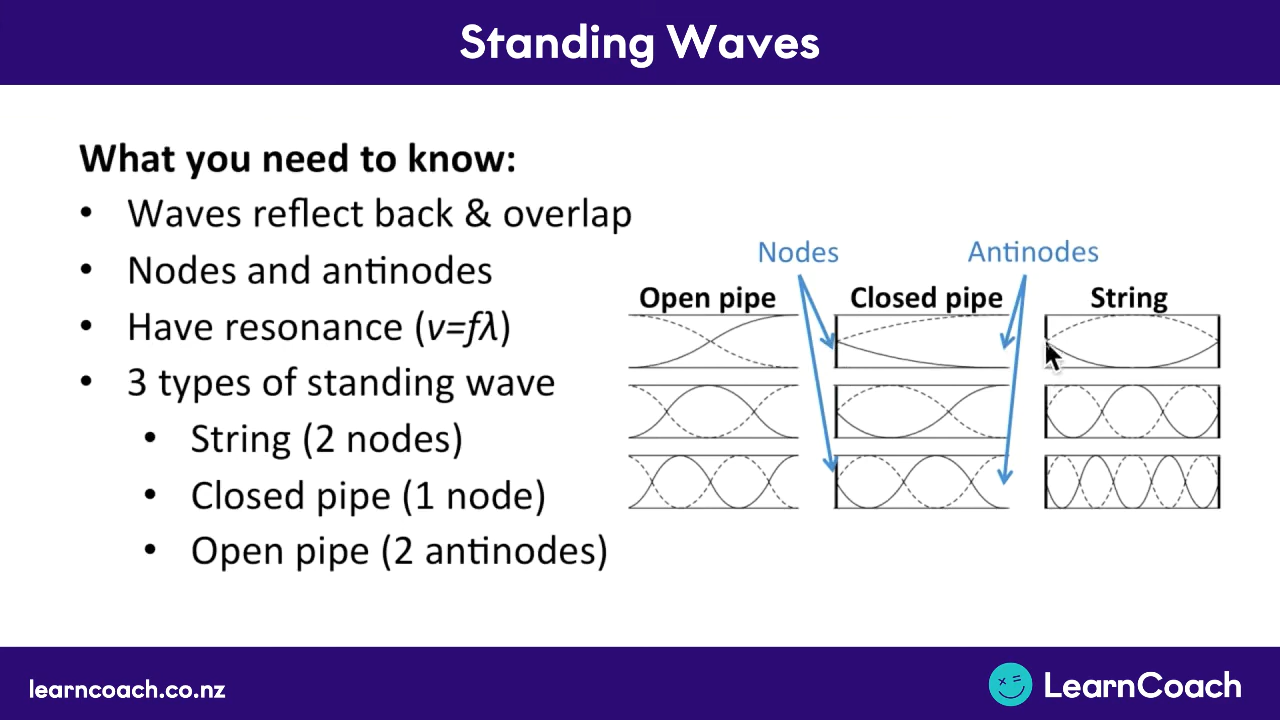 Standing Waves
What you need to know:
• Waves reflect back & overlap
• Nodes and antinodes
• Have resonance (v=fλ)
• 3 types of standing wave
• String (2 nodes)
• Closed pipe (1 node)
• Open pipe (2 antinodes)
Nodes Antinodes
Open pipe Closed pipe String
learncoach.co.nz
LearnCoach